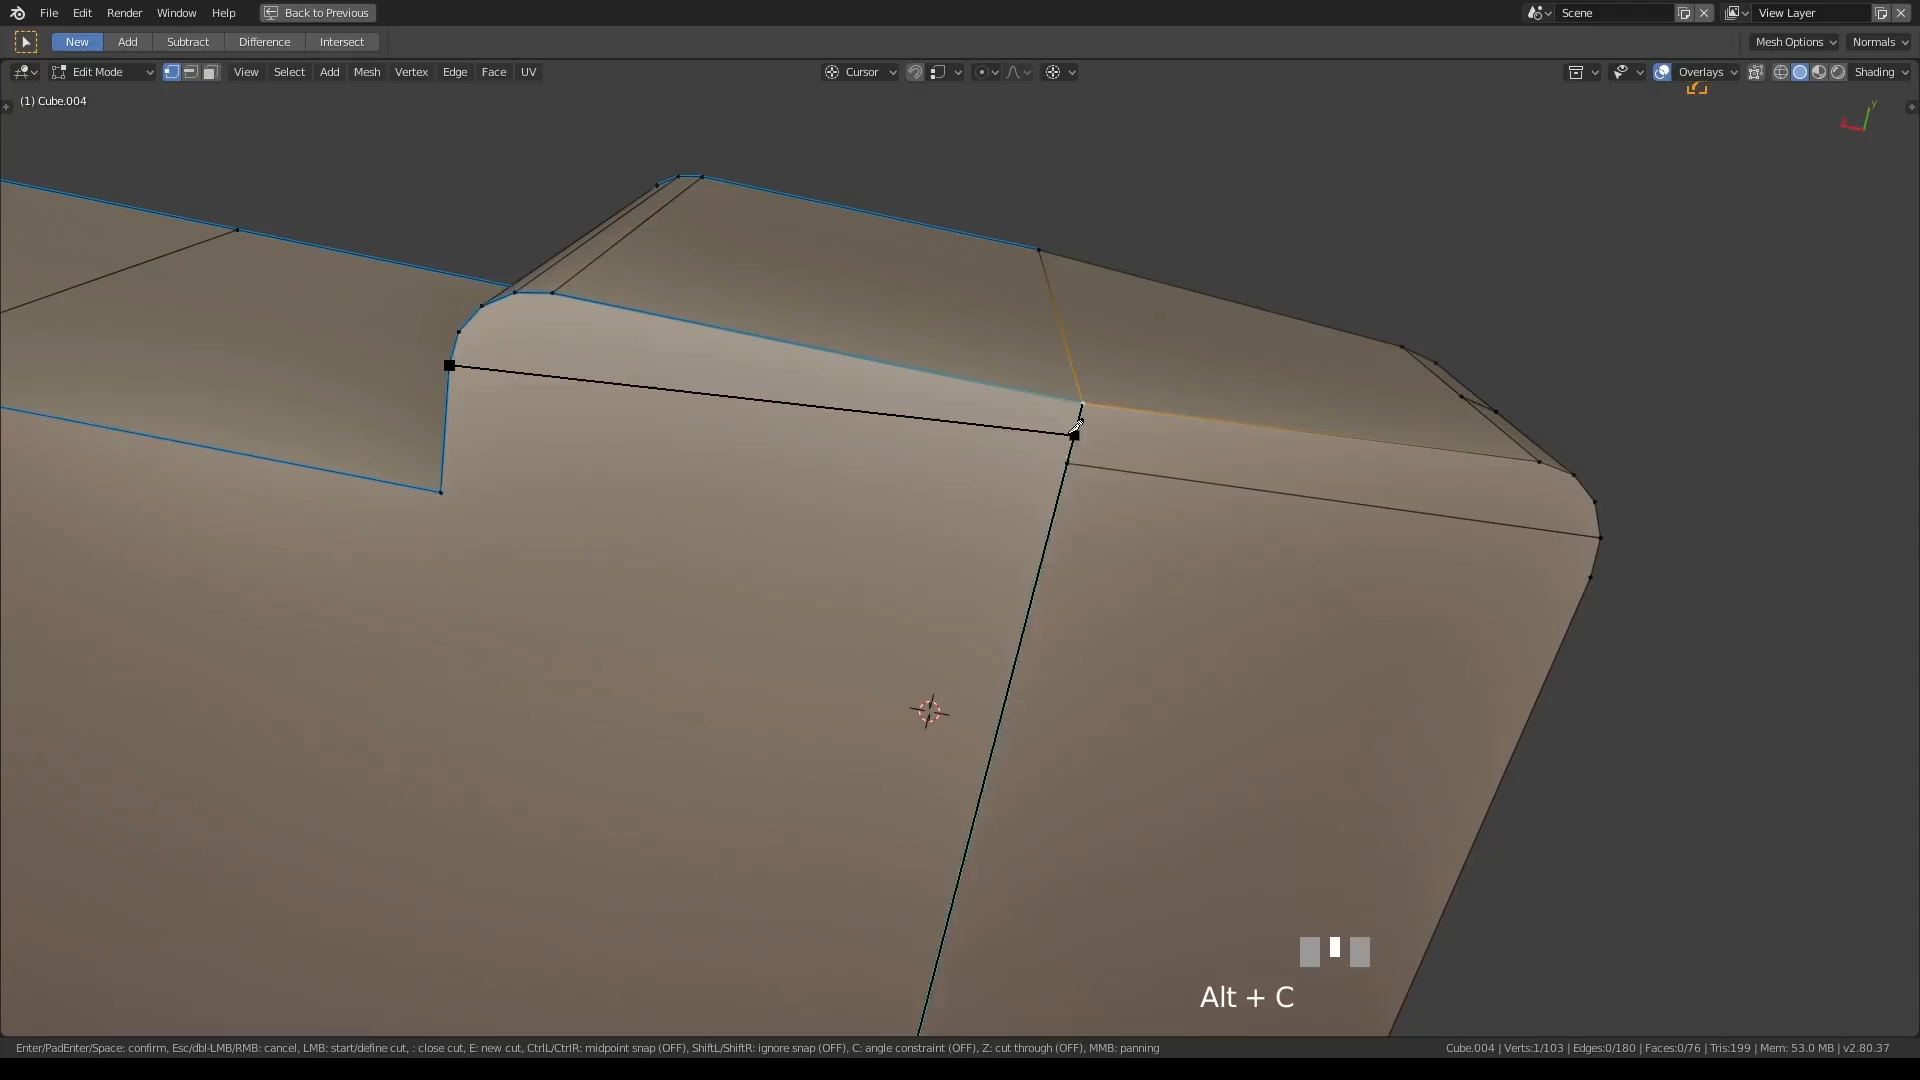 File Edit Render Window Help Back to Previous Scene View Layer
New Add Subtract Difference Intersect Mesh Options Normals
Edit Mode View Select Add Mesh Vertex Edge Face UV Cursor Overlays Shading
(1) Cube.004
y
Alt + C
Enter/PadEnter/Space: confirm, Esc/dbl-LMB/RMB: cancel, LMB: start/define cut, : close cut, E: new cut, CtrlL/CtrlR: midpoint snap (OFF), ShiftL/ShiftR: ignore snap (OFF), C: angle constraint (OFF), Z: cut through (OFF), MMB: panning Cube.004 | Verts:1/103 | Edges:0/180 | Faces:0/76 | Tris:199 | Mem: 53.0 MB | v2.80.37